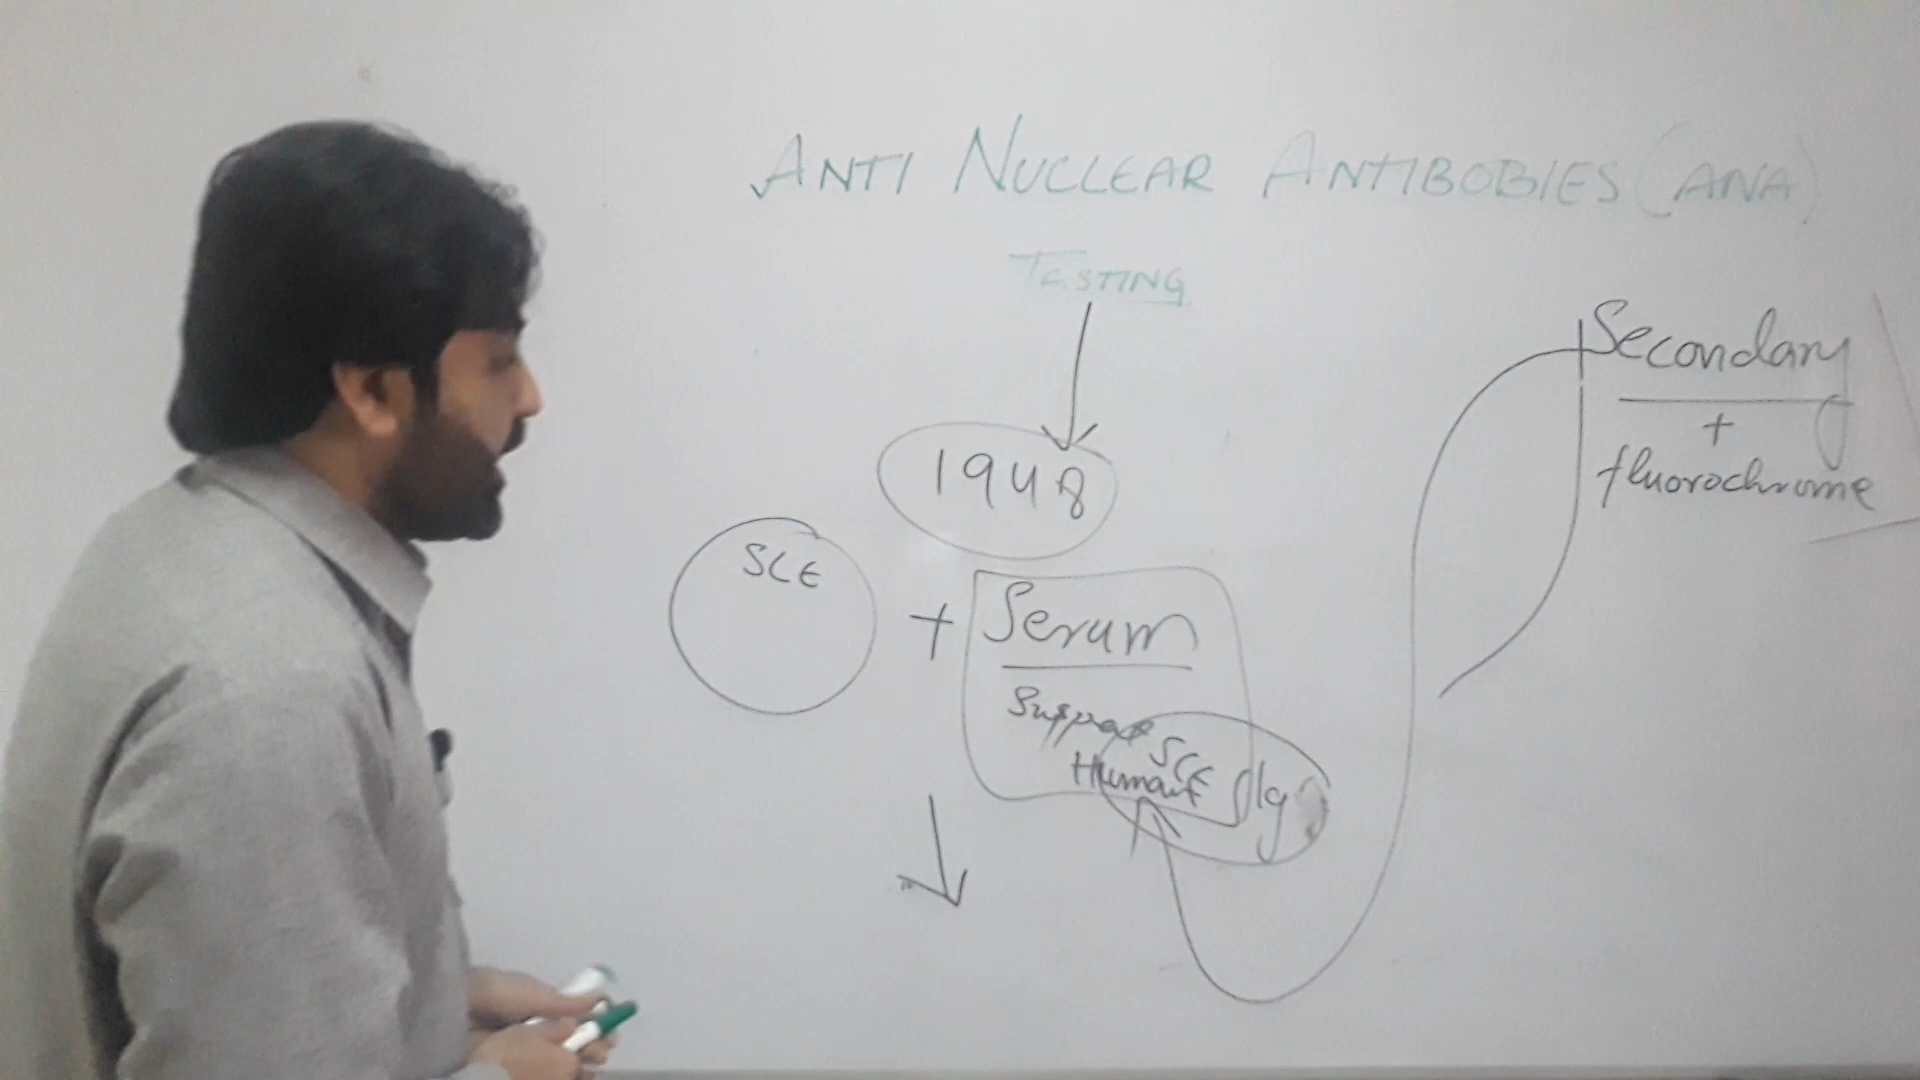 ANTI NUCLEAR ANTIBOBIES (ANA)
TESTING
1948
SLE
+ Serum
SLE
Human Ig
Secondary
+
fluorochrome